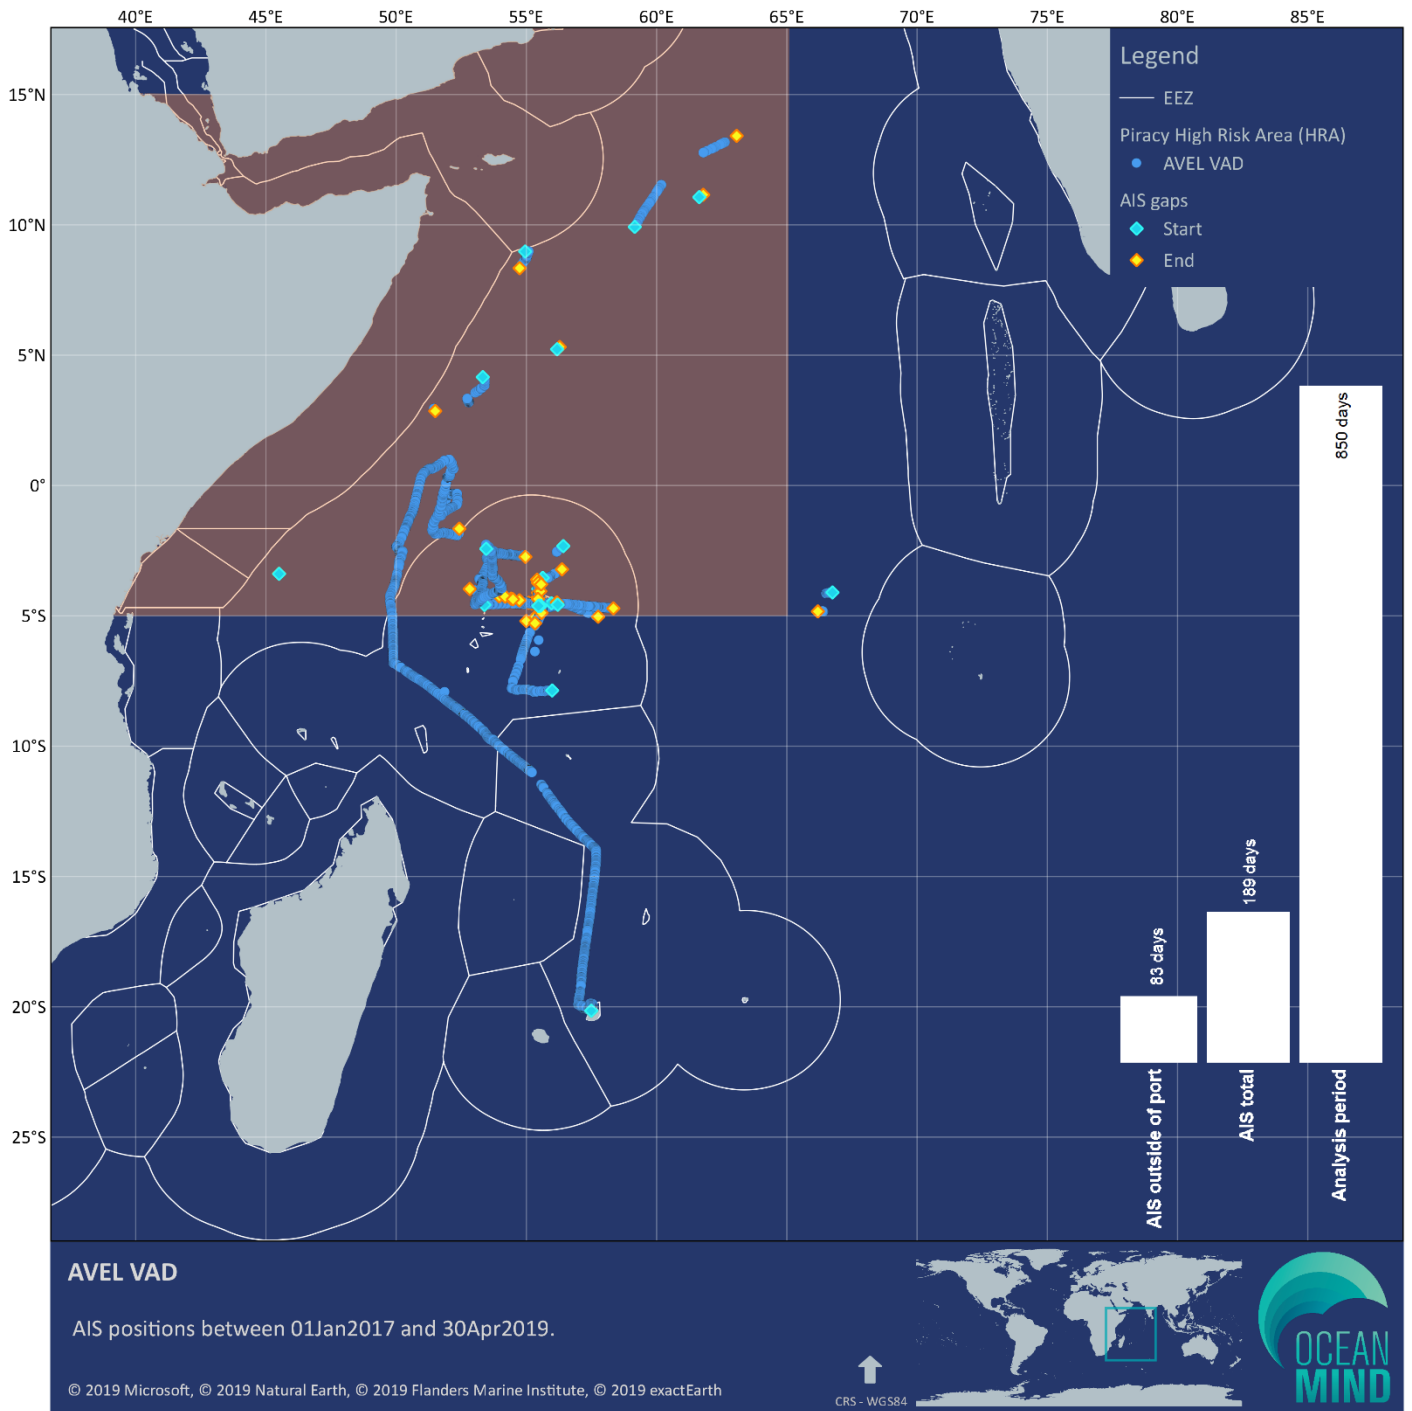 40°E 45°E 50°E 55°E 60°E 65°E 70°E 75°E 80°E 85°E
15°N
10°N
5°N
0°
5°S
10°S
15°S
20°S
25°S
Legend
EEZ
Piracy High Risk Area (HRA)
AVEL VAD
AIS gaps
Start
End
83 days
189 days
850 days
AIS outside of port
AIS total
Analysis period
AVEL VAD
AIS positions between 01Jan2017 and 30Apr2019.
© 2019 Microsoft, © 2019 Natural Earth, © 2019 Flanders Marine Institute, © 2019 exactEarth
CRS - WGS84
OCEAN
MIND